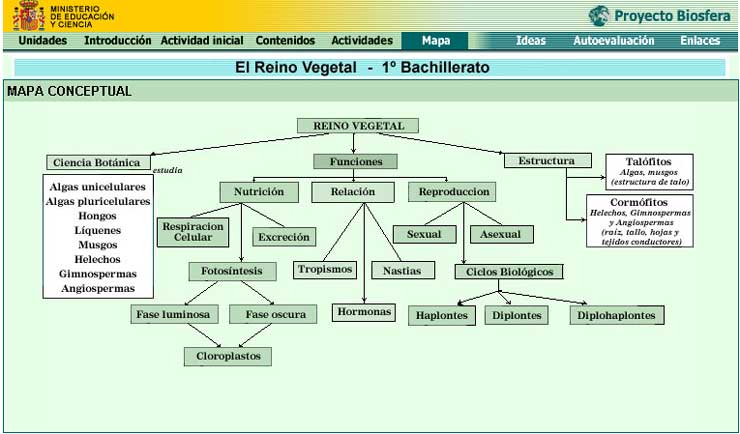 MINISTERIO
DE EDUCACIÓN
Y CIENCIA
Proyecto Biosfera
Unidades Introducción Actividad inicial Contenidos Actividades Mapa Ideas Autoevaluación Enlaces
El Reino Vegetal - 1º Bachillerato
MAPA CONCEPTUAL
REINO VEGETAL
Ciencia Botánica
estudia
Funciones
Estructura
Algas unicelulares
Algas pluricelulares
Hongos
Líquenes
Musgos
Helechos
Gimnospermas
Angiospermas
Talófitos
Algas, musgos
(estructura de talo)
Cormófitos
Helechos, Gimnospermas
y Angiospermas
(raíz, tallo, hojas y
tejidos conductores)
Nutrición
Relación
Reproduccion
Respiracion
Celular
Excreción
Sexual
Asexual
Fotosíntesis
Tropismos
Nastias
Ciclos Biológicos
Fase luminosa
Fase oscura
Hormonas
Haplontes
Diplontes
Diplohaplontes
Cloroplastos